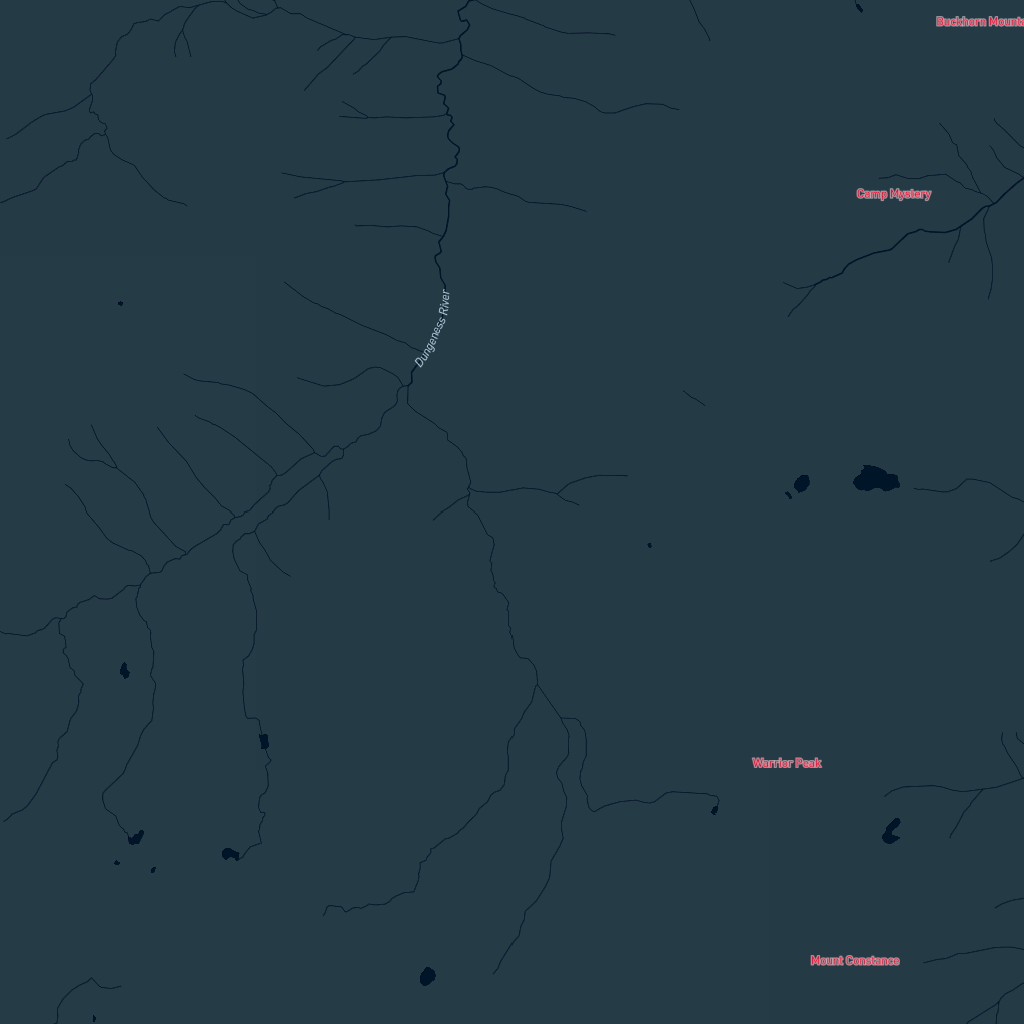 Buckhorn Mount
Camp Mystery
Dungeness River
Warrior Peak
Mount Constance